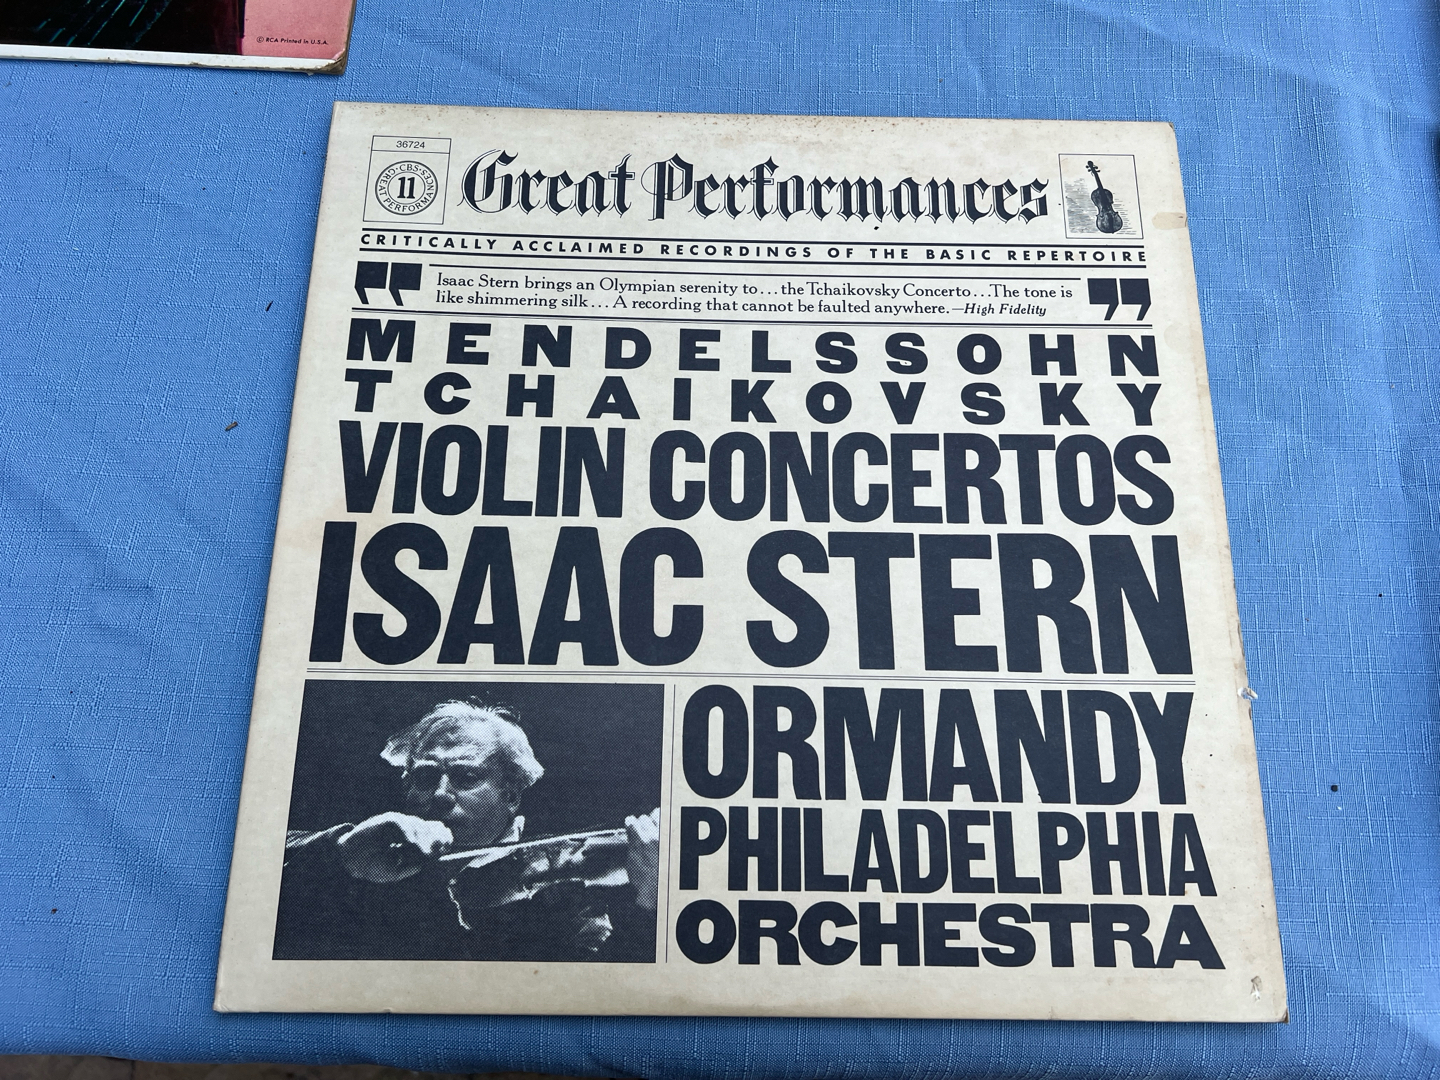 © RCA Printed in U.S.A.
36724
·CBS·
GREAT PERFORMANCES
11
Great Performances
CRITICALLY ACCLAIMED RECORDINGS OF THE BASIC REPERTOIRE
“ Isaac Stern brings an Olympian serenity to...the Tchaikovsky Concerto...The tone is
like shimmering silk...A recording that cannot be faulted anywhere.—High Fidelity ”
MENDELSSOHN
TCHAIKOVSKY
VIOLIN CONCERTOS
ISAAC STERN
ORMANDY
PHILADELPHIA
ORCHESTRA